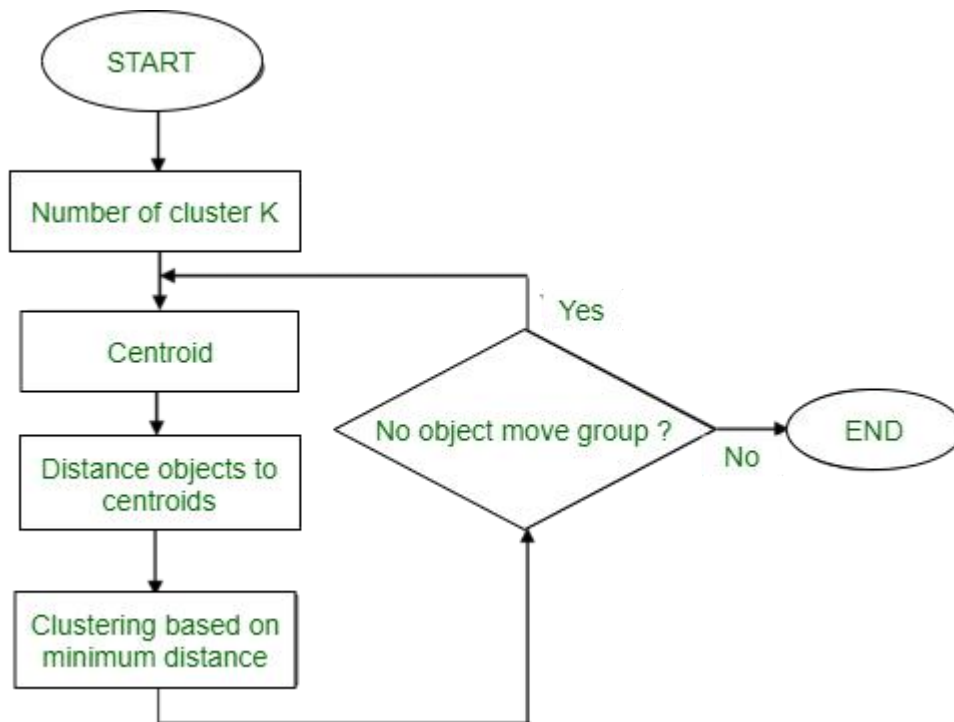 START
Number of cluster K
Centroid
Distance objects to
centroids
Clustering based on
minimum distance
No object move group ?
Yes
No
END